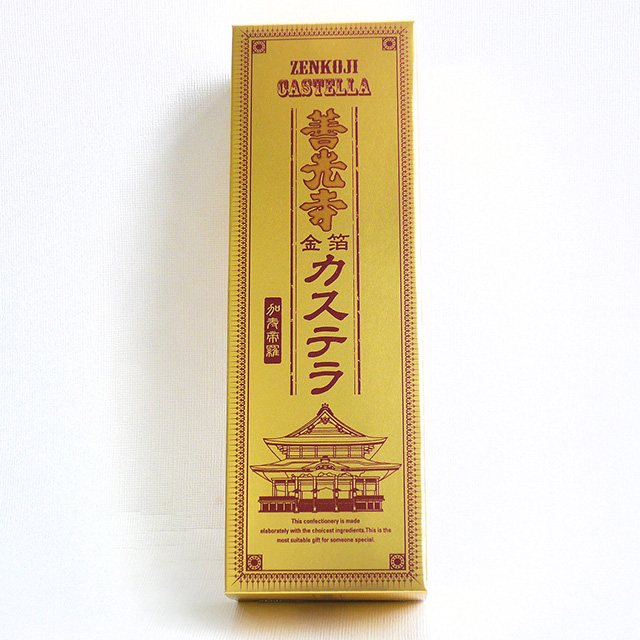 ZENKOJI
CASTELLA
善光寺
金箔
カステラ
加寿帝羅
This confectionery is made
elaborately with the choicest ingredients.This is the
most suitable gift for someone special.